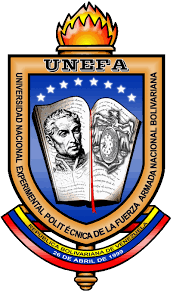 UNEFA
UNIVERSIDAD NACIONAL EXPERIMENTAL POLITÉCNICA DE LA FUERZA ARMADA NACIONAL BOLIVARIANA
REPÚBLICA BOLIVARIANA DE VENEZUELA
26 DE ABRIL DE 1999